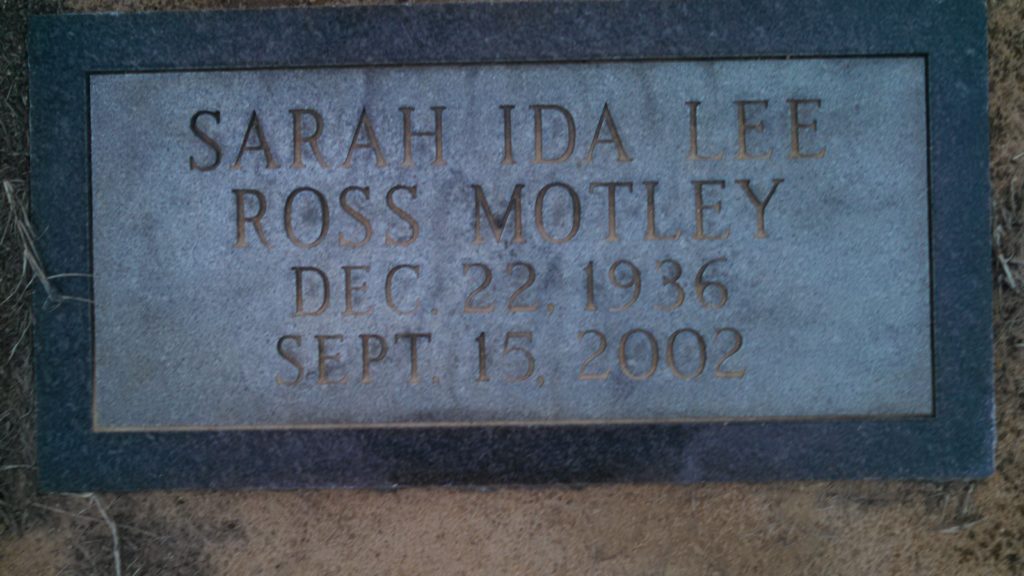 SARAH IDA LEE
ROSS MOTLEY
DEC. 22, 1936
SEPT. 15, 2002